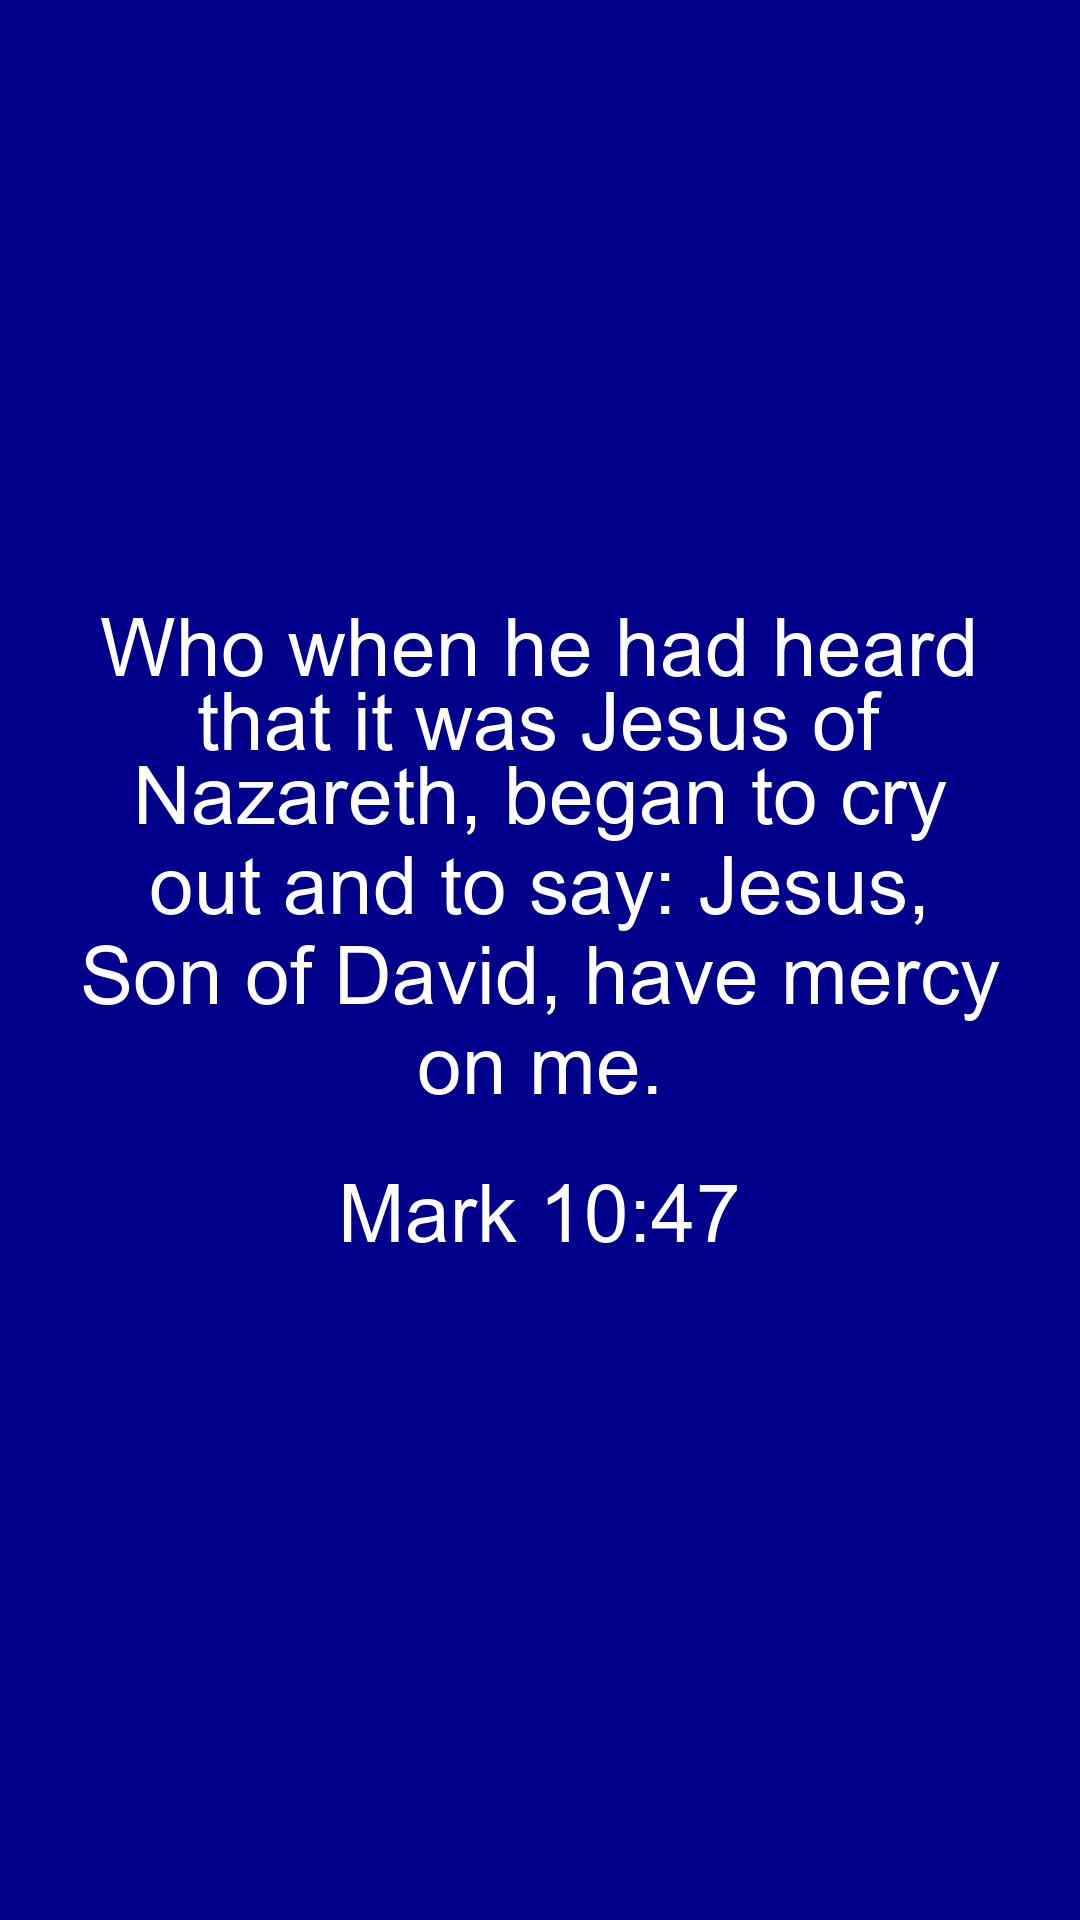 Who when he had heard
that it was Jesus of
Nazareth, began to cry
out and to say: Jesus,
Son of David, have mercy
on me.
Mark 10:47